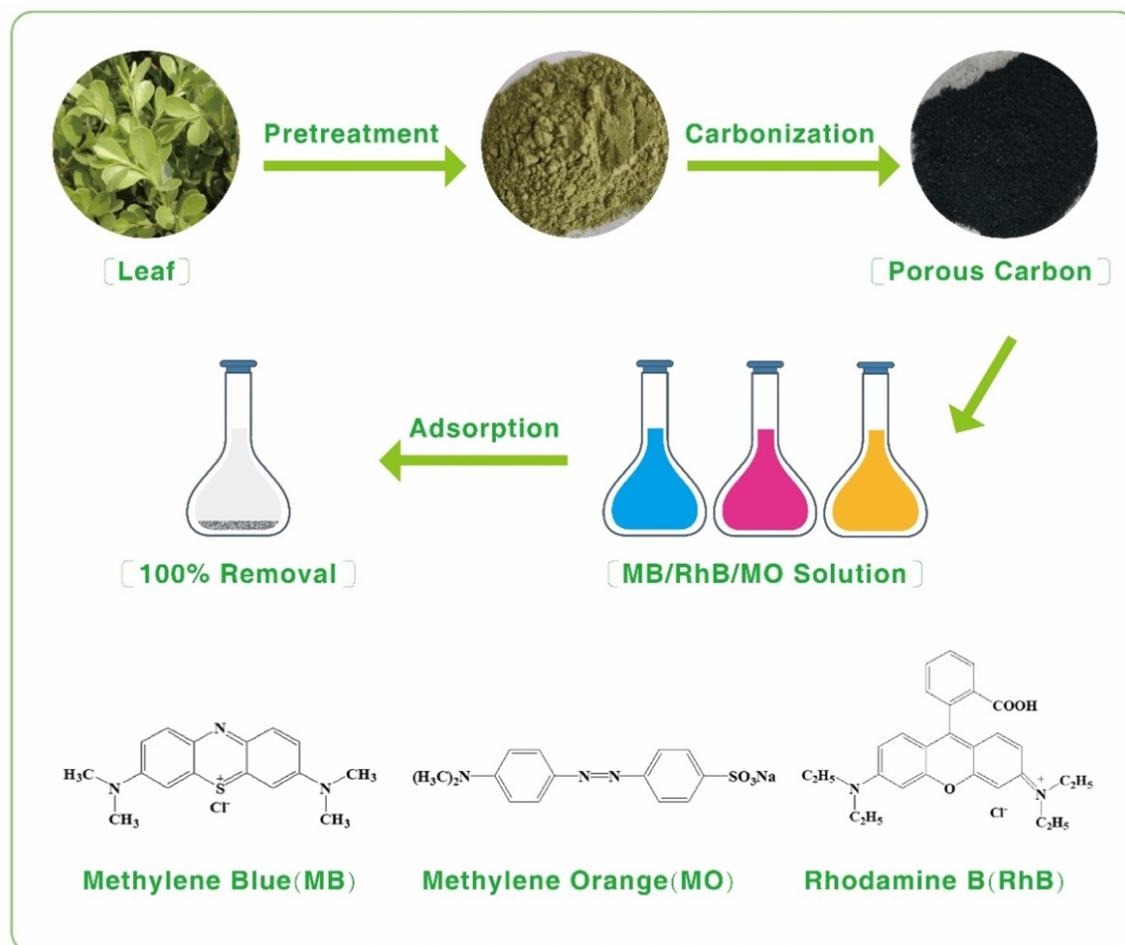 Pretreatment
Carbonization
[Leaf]
[Porous Carbon]
Adsorption
[100% Removal]
[MB/RhB/MO Solution]
N
H₃C
N
CH₃
S⁺
Cl⁻
N
CH₃
CH₃
(H₃C)₂N
N=N
SO₃Na
COOH
C₂H₅
N
C₂H₅
O
Cl⁻
N⁺
C₂H₅
C₂H₅
Methylene Blue(MB)
Methylene Orange(MO)
Rhodamine B(RhB)